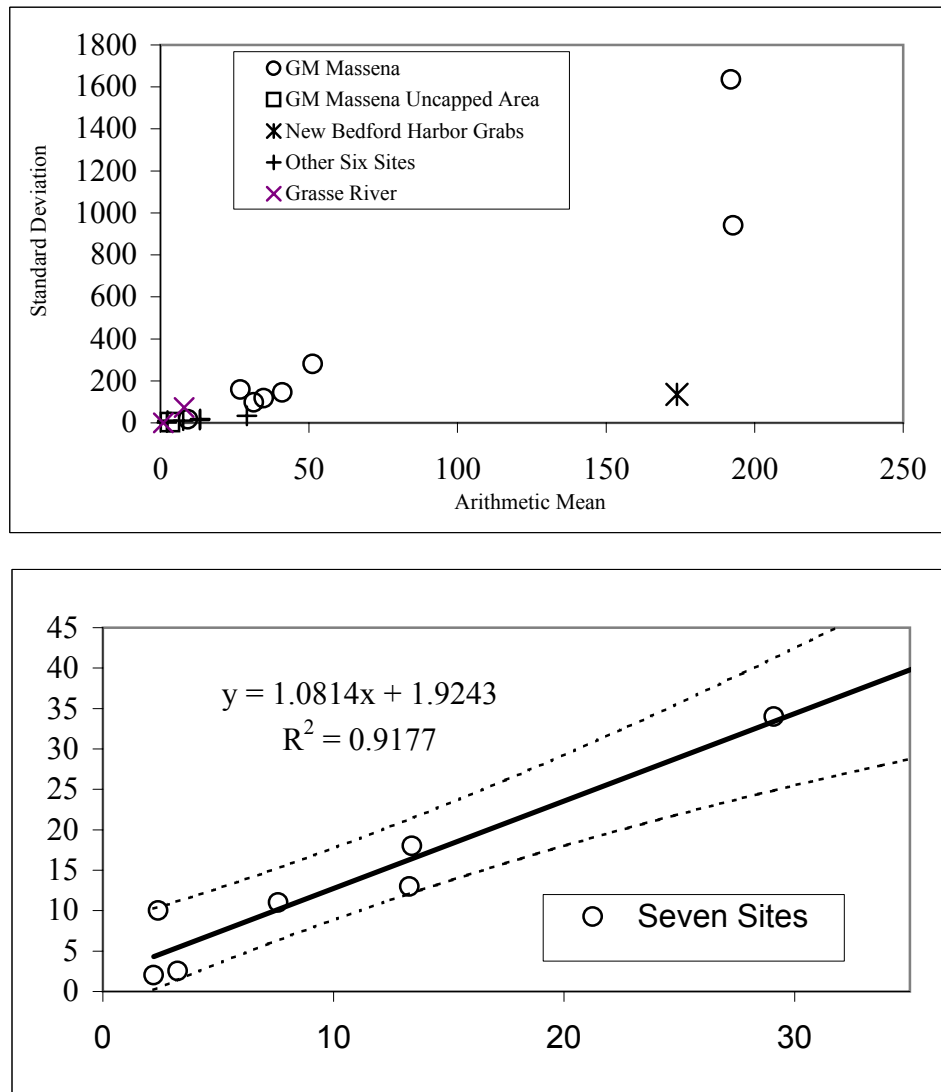 1800
1600
1400
1200
1000
800
600
400
200
0
Standard Deviation
GM Massena
GM Massena Uncapped Area
New Bedford Harbor Grabs
Other Six Sites
Grasse River
0 50 100 150 200 250
Arithmetic Mean
45
40
35
30
25
20
15
10
5
0
y = 1.0814x + 1.9243
R² = 0.9177
Seven Sites
0 10 20 30